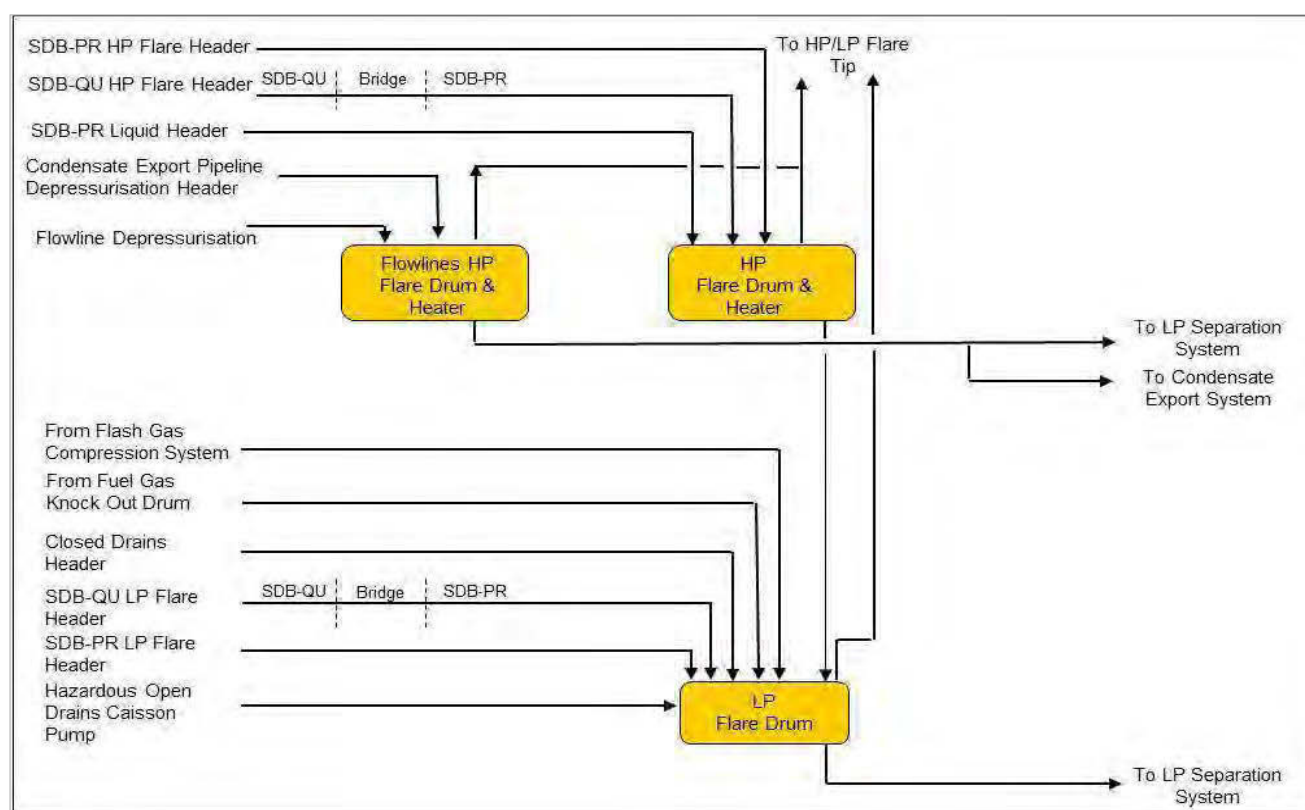 SDB-PR HP Flare Header
To HP/LP Flare
Tip
SDB-QU HP Flare Header
SDB-QU
Bridge
SDB-PR
SDB-PR Liquid Header
Condensate Export Pipeline
Depressurisation Header
Flowline Depressurisation
Flowlines HP
Flare Drum &
Heater
HP
Flare Drum &
Heater
To LP Separation
System
To Condensate
Export System
From Flash Gas
Compression System
From Fuel Gas
Knock Out Drum
Closed Drains
Header
SDB-QU LP Flare
Header
SDB-QU
Bridge
SDB-PR
SDB-PR LP Flare
Header
Hazardous Open
Drains Caisson
Pump
LP
Flare Drum
To LP Separation
System